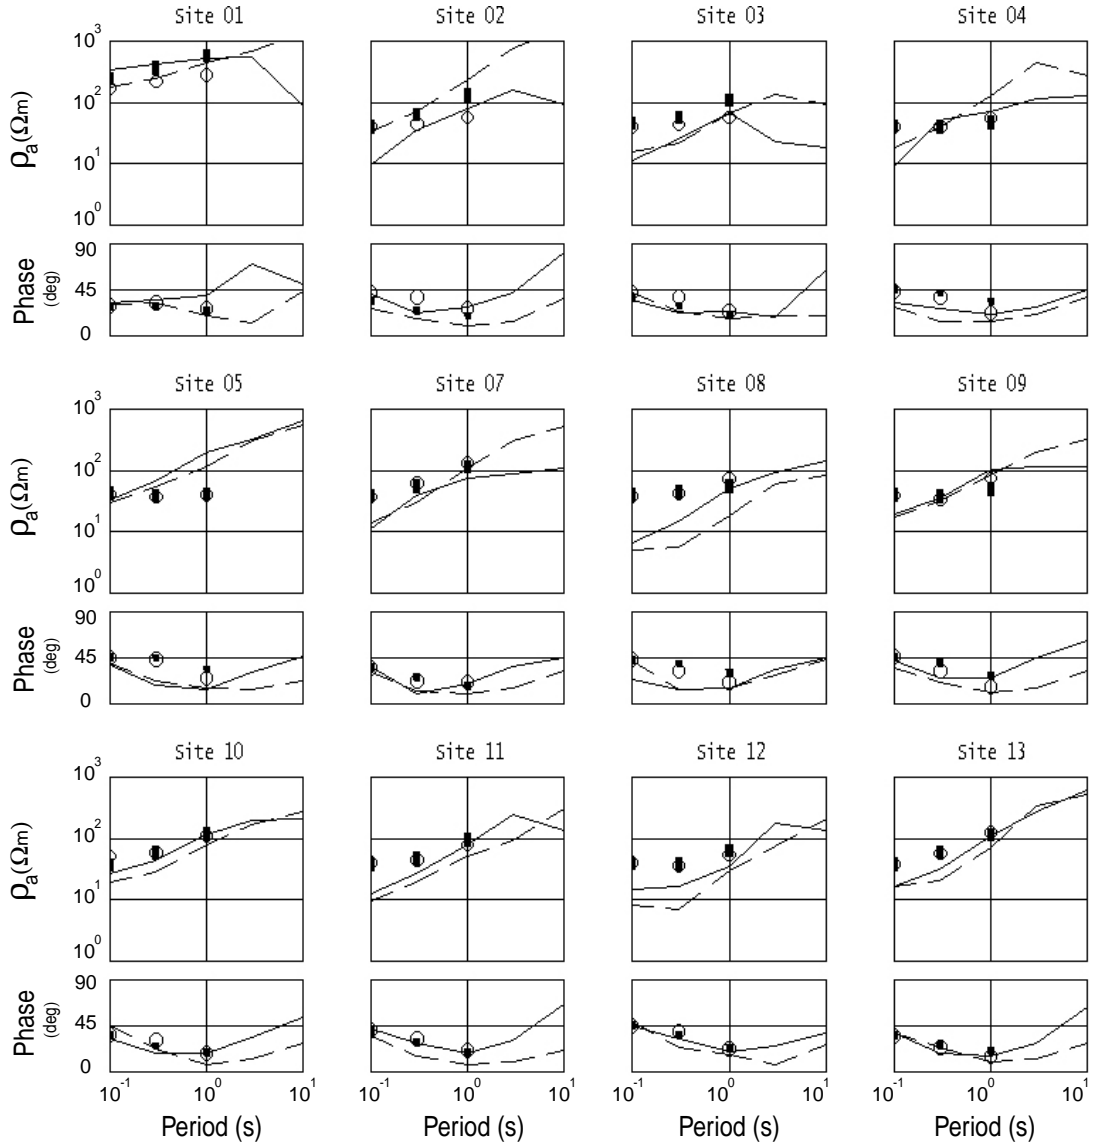 Site 01 Site 02 Site 03 Site 04
10³
10²
10¹
10⁰
ρa(Ωm)
90
45
0
Phase
(deg)
Site 05 Site 07 Site 08 Site 09
10³
10²
10¹
10⁰
ρa(Ωm)
90
45
0
Phase
(deg)
Site 10 Site 11 Site 12 Site 13
10³
10²
10¹
10⁰
ρa(Ωm)
90
45
0
Phase
(deg)
10⁻¹ 10⁰ 10¹ 10⁻¹ 10⁰ 10¹ 10⁻¹ 10⁰ 10¹ 10⁻¹ 10⁰ 10¹
Period (s) Period (s) Period (s) Period (s)